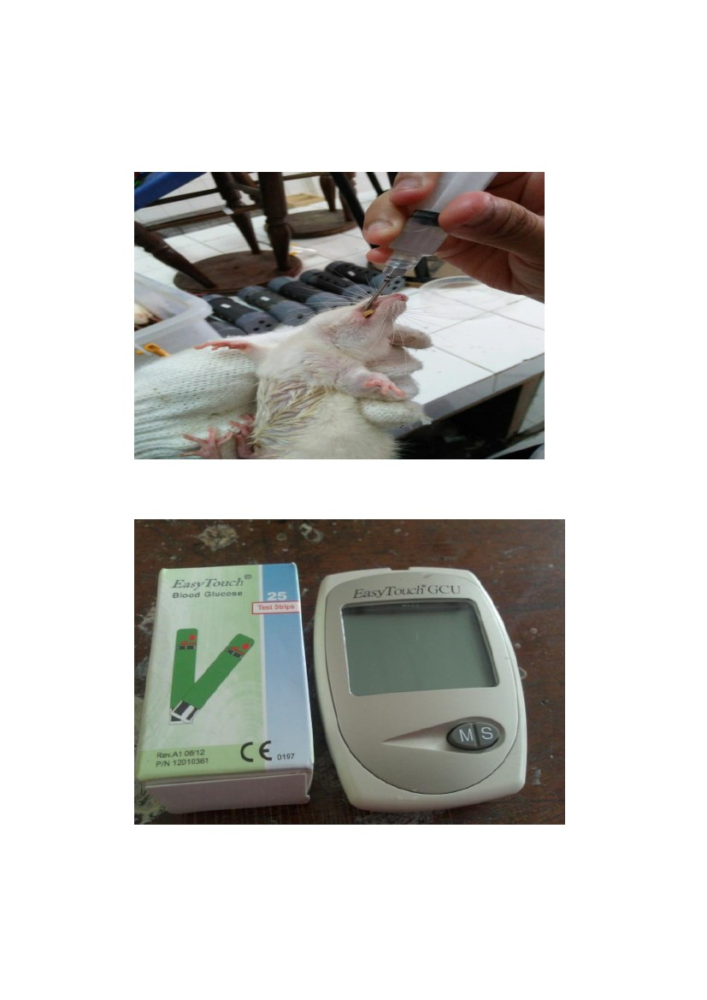 EasyTouch®
Blood Glucose
25
Test Strips
Rev.A1 08/12
P/N 12010361
CE 0197
EasyTouch® GCU
M S